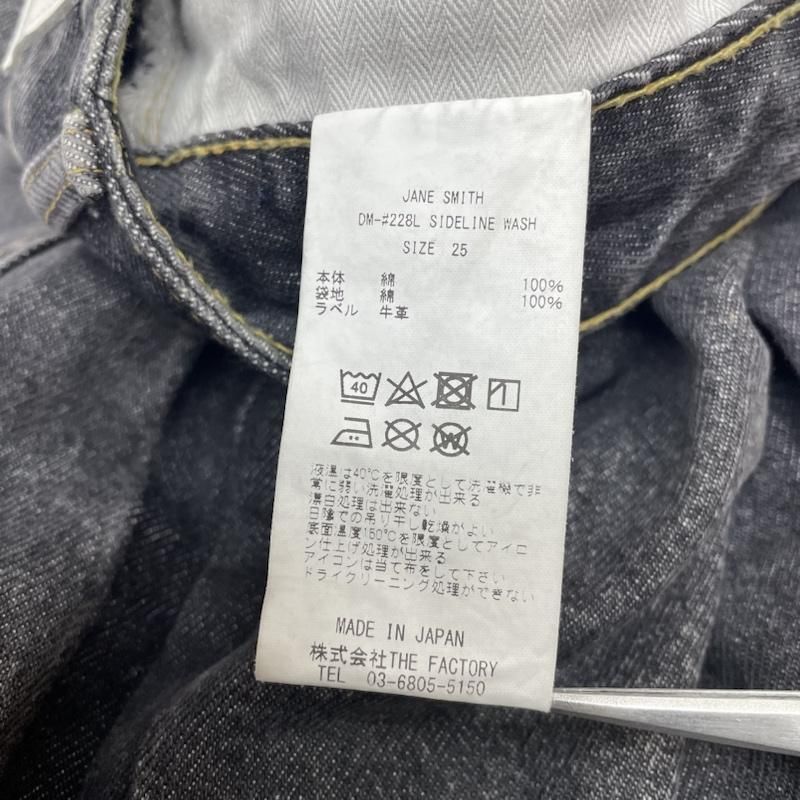 JANE SMITH
DM-#228L SIDELINE WASH
SIZE 25
本体 綿 100%
袋地 綿 100%
ラベル 牛革
40
W
液温は40℃を限度として洗濯機で非
常に弱い洗濯処理が出来る
漂白処理は出来ない
日陰での吊り干し乾燥がよい
底面温度150℃を限度としてアイロ
ン仕上げ処理が出来る
アイロンは当て布をして下さい
ドライクリーニング処理ができない
MADE IN JAPAN
株式会社THE FACTORY
TEL 03-6805-5150